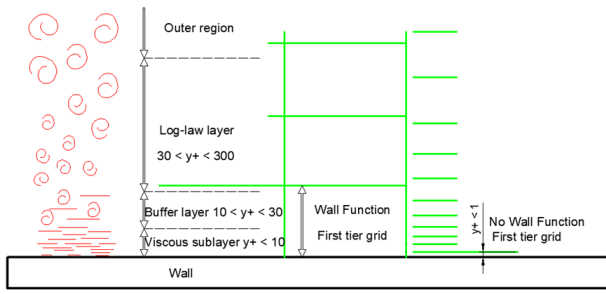 Outer region
Log-law layer
30 < y+ < 300
Buffer layer 10 < y+ < 30
Viscous sublayer y+ < 10
Wall Function
First tier grid
y+ < 1
No Wall Function
First tier grid
Wall